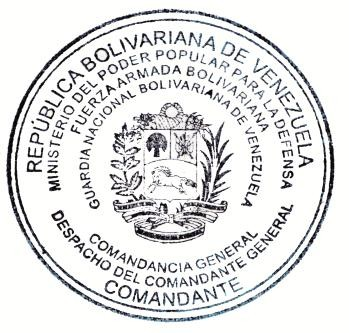 REPÚBLICA BOLIVARIANA DE VENEZUELA
MINISTERIO DEL PODER POPULAR PARA LA DEFENSA
FUERZA ARMADA BOLIVARIANA
GUARDIA NACIONAL BOLIVARIANA DE VENEZUELA
COMANDANCIA GENERAL
DESPACHO DEL COMANDANTE GENERAL
COMANDANTE